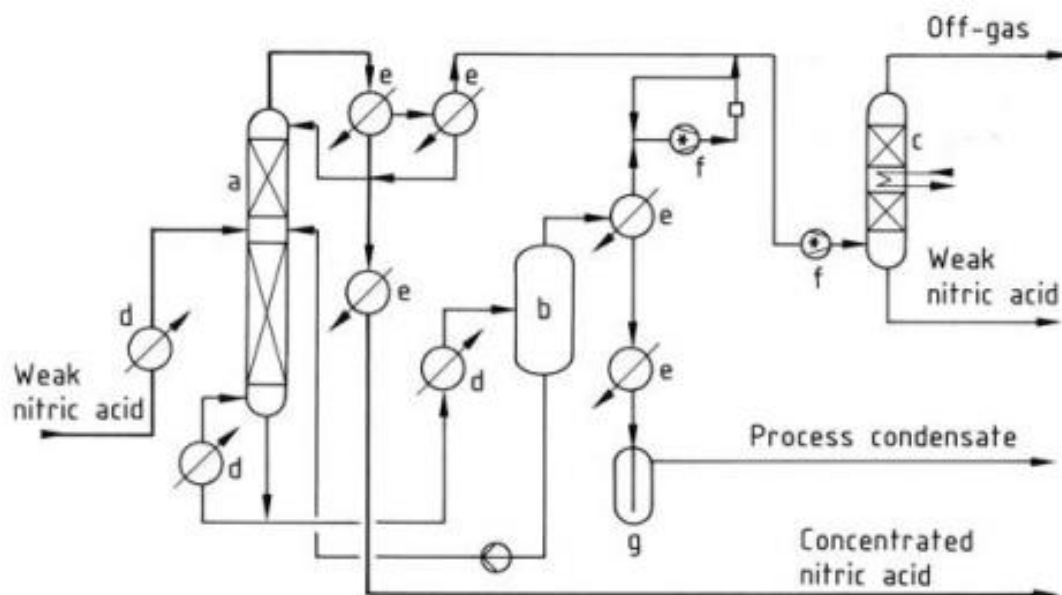 Off-gas
e
e
c
a
f
e
f
Weak
nitric acid
b
d
e
d
e
Weak
nitric acid
d
Process condensate
g
Concentrated
nitric acid